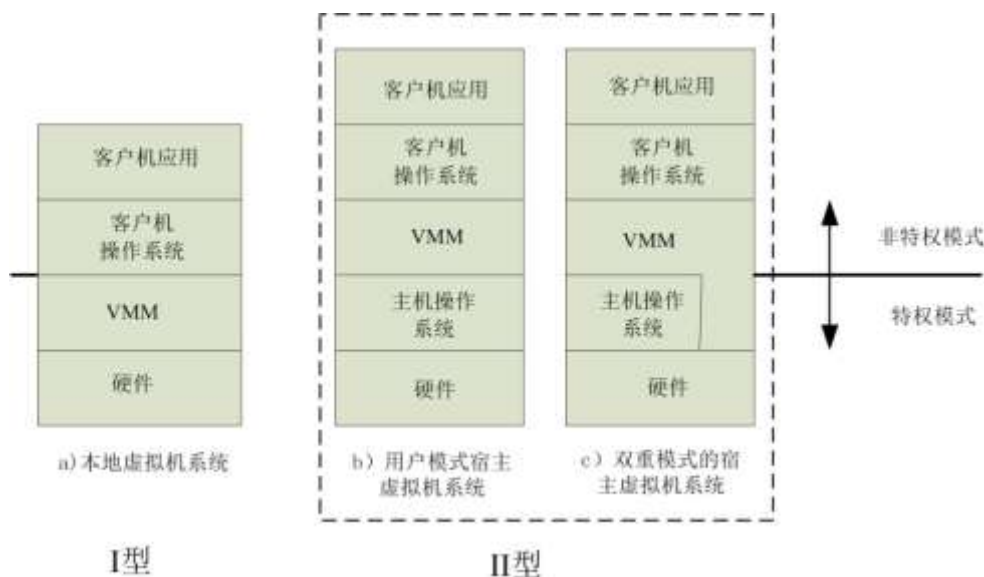 客户机应用
客户机
操作系统
VMM
硬件
a)本地虚拟机系统
I型
客户机应用
客户机
操作系统
VMM
主机操作
系统
硬件
b）用户模式宿主
虚拟机系统
客户机应用
客户机
操作系统
VMM
主机操作
系统
硬件
c）双重模式的宿
主虚拟机系统
II型
非特权模式
特权模式